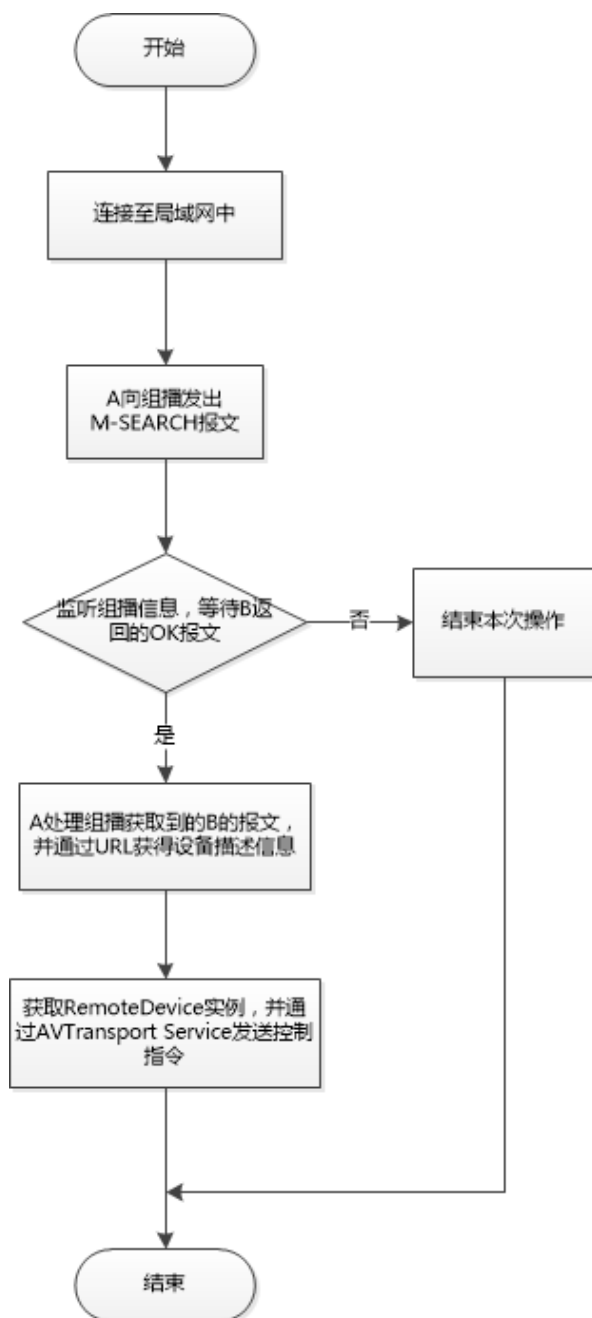 开始
连接至局域网中
A向组播发出
M-SEARCH报文
监听组播信息，等待B返
回的OK报文
否
结束本次操作
是
A处理组播获取到的B的报文，
并通过URL获得设备描述信息
获取RemoteDevice实例，并通
过AVTransport Service发送控制
指令
结束